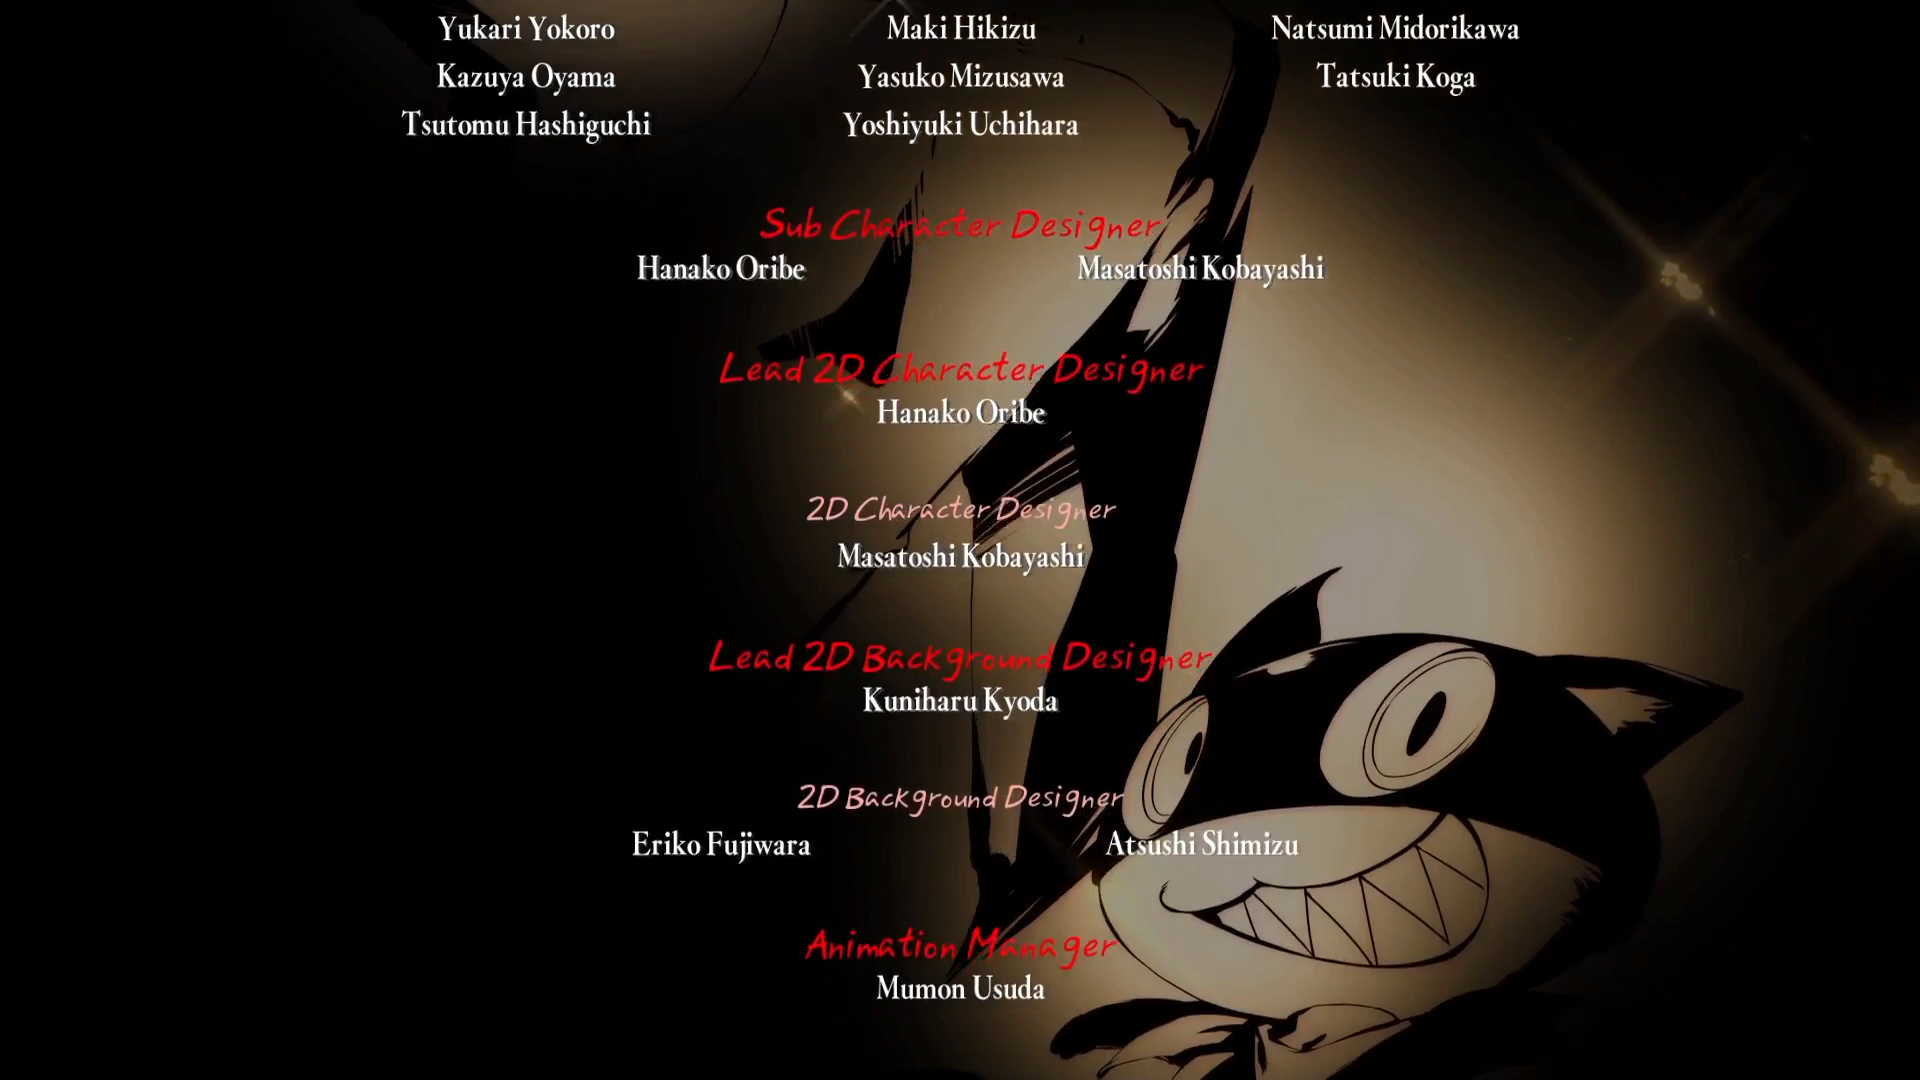 Yukari Yokoro Maki Hikizu Natsumi Midorikawa
Kazuya Oyama Yasuko Mizusawa Tatsuki Koga
Tsutomu Hashiguchi Yoshiyuki Uchihara
Sub Character Designer
Hanako Oribe Masatoshi Kobayashi
Lead 2D Character Designer
Hanako Oribe
2D Character Designer
Masatoshi Kobayashi
Lead 2D Background Designer
Kuniharu Kyoda
2D Background Designer
Eriko Fujiwara Atsushi Shimizu
Animation Manager
Mumon Usuda